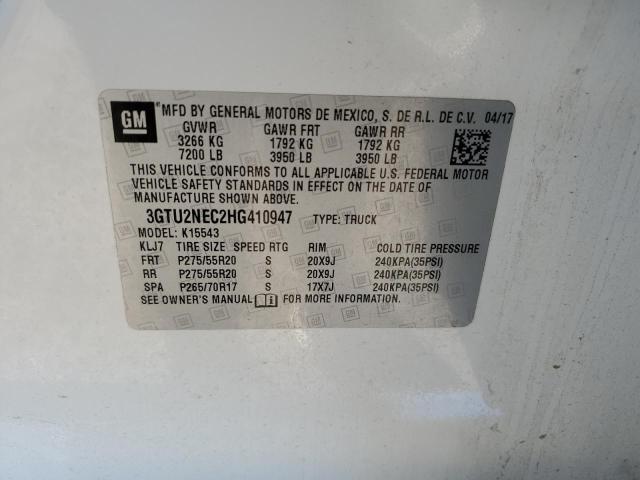 GM *MFD BY GENERAL MOTORS DE MEXICO, S. DE R.L. DE C.V. 04/17
GVWR GAWR FRT GAWR RR
3266 KG 1792 KG 1792 KG
7200 LB 3950 LB 3950 LB
THIS VEHICLE CONFORMS TO ALL APPLICABLE U.S. FEDERAL MOTOR
VEHICLE SAFETY STANDARDS IN EFFECT ON THE DATE OF
MANUFACTURE SHOWN ABOVE.
3GTU2NEC2HG410947 TYPE: TRUCK
MODEL: K15543
KLJ7 TIRE SIZE SPEED RTG RIM COLD TIRE PRESSURE
FRT P275/55R20 S 20X9J 240KPA(35PSI)
RR P275/55R20 S 20X9J 240KPA(35PSI)
SPA P265/70R17 S 17X7J 240KPA(35PSI)
SEE OWNER'S MANUAL FOR MORE INFORMATION.